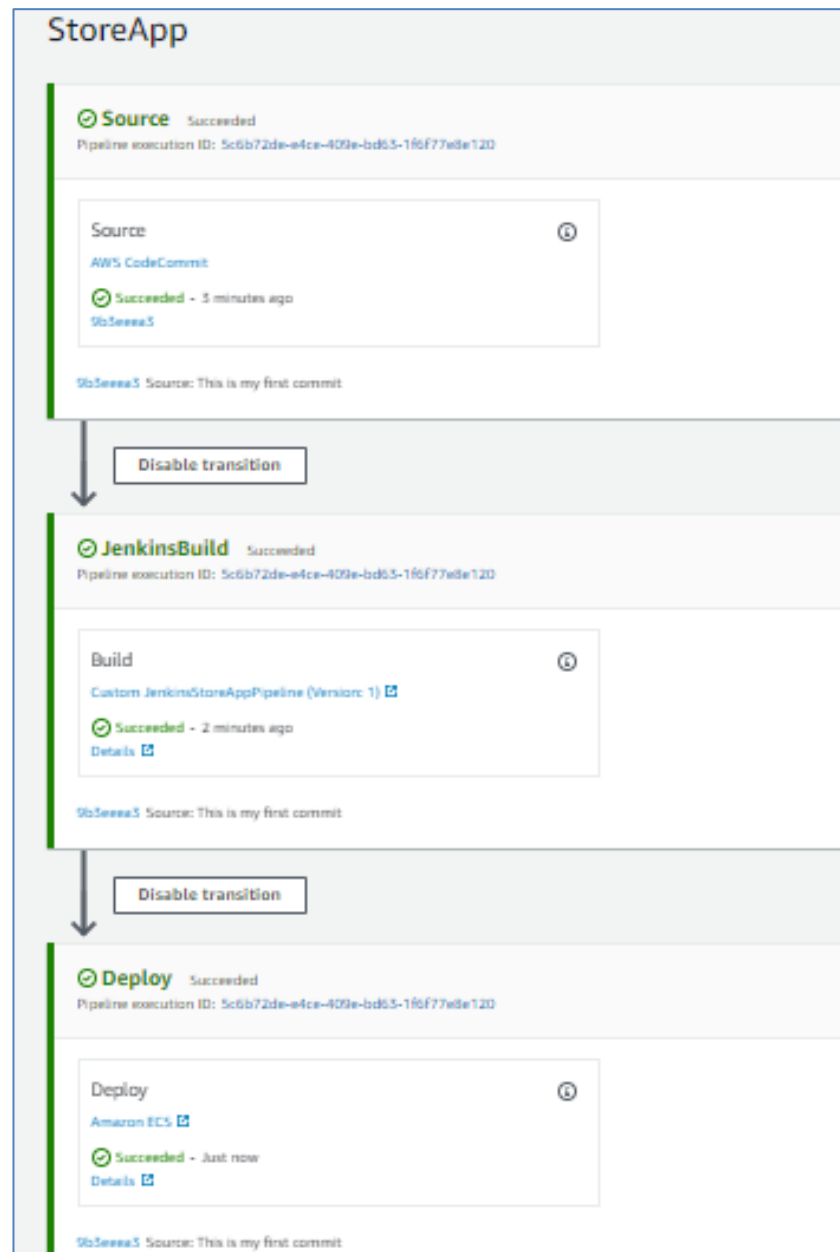 StoreApp
Source Succeeded
Pipeline execution ID: 5c6b72de-e4ce-409e-bd63-1f6f77e8e120
Source
AWS CodeCommit
Succeeded - 3 minutes ago
9b3eeea3
9b3eeea3 Source: This is my first commit
Disable transition
JenkinsBuild Succeeded
Pipeline execution ID: 5c6b72de-e4ce-409e-bd63-1f6f77e8e120
Build
Custom JenkinsStoreAppPipeline (Version: 1)
Succeeded - 2 minutes ago
Details
9b3eeea3 Source: This is my first commit
Disable transition
Deploy Succeeded
Pipeline execution ID: 5c6b72de-e4ce-409e-bd63-1f6f77e8e120
Deploy
Amazon ECS
Succeeded - Just now
Details
9b3eeea3 Source: This is my first commit